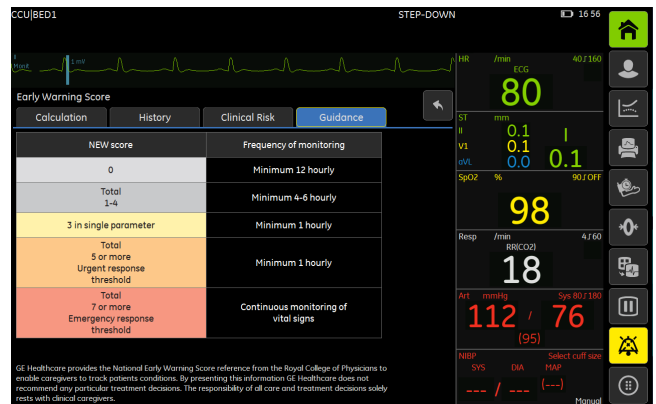 CCU|BED1
STEP-DOWN
16 56
1 mV
Early Warning Score
Calculation History Clinical Risk Guidance
NEW score Frequency of monitoring
0 Minimum 12 hourly
Total
1-4
Minimum 4-6 hourly
3 in single parameter Minimum 1 hourly
Total
5 or more
Urgent response
threshold
Minimum 1 hourly
Total
7 or more
Emergency response
threshold
Continuous monitoring of
vital signs
GE Healthcare provides the National Early Warning Score reference from the Royal College of Physicians to
enable caregivers to track patients conditions. By presenting this information GE Healthcare does not
recommend any particular treatment decisions. The responsibility of all care and treatment decisions solely
rests with clinical caregivers.
HR /min 40 160
ECG
80
ST mm
II 0.1 I
V1 0.1
aVL 0.0 0.1
SpO2 % 90 OFF
98
Resp /min 4 60
RR(CO2)
18
Art mmHg Sys 80 180
112 / 76
(95)
NIBP Select cuff size
SYS DIA MAP
--- / --- (---)
Manual